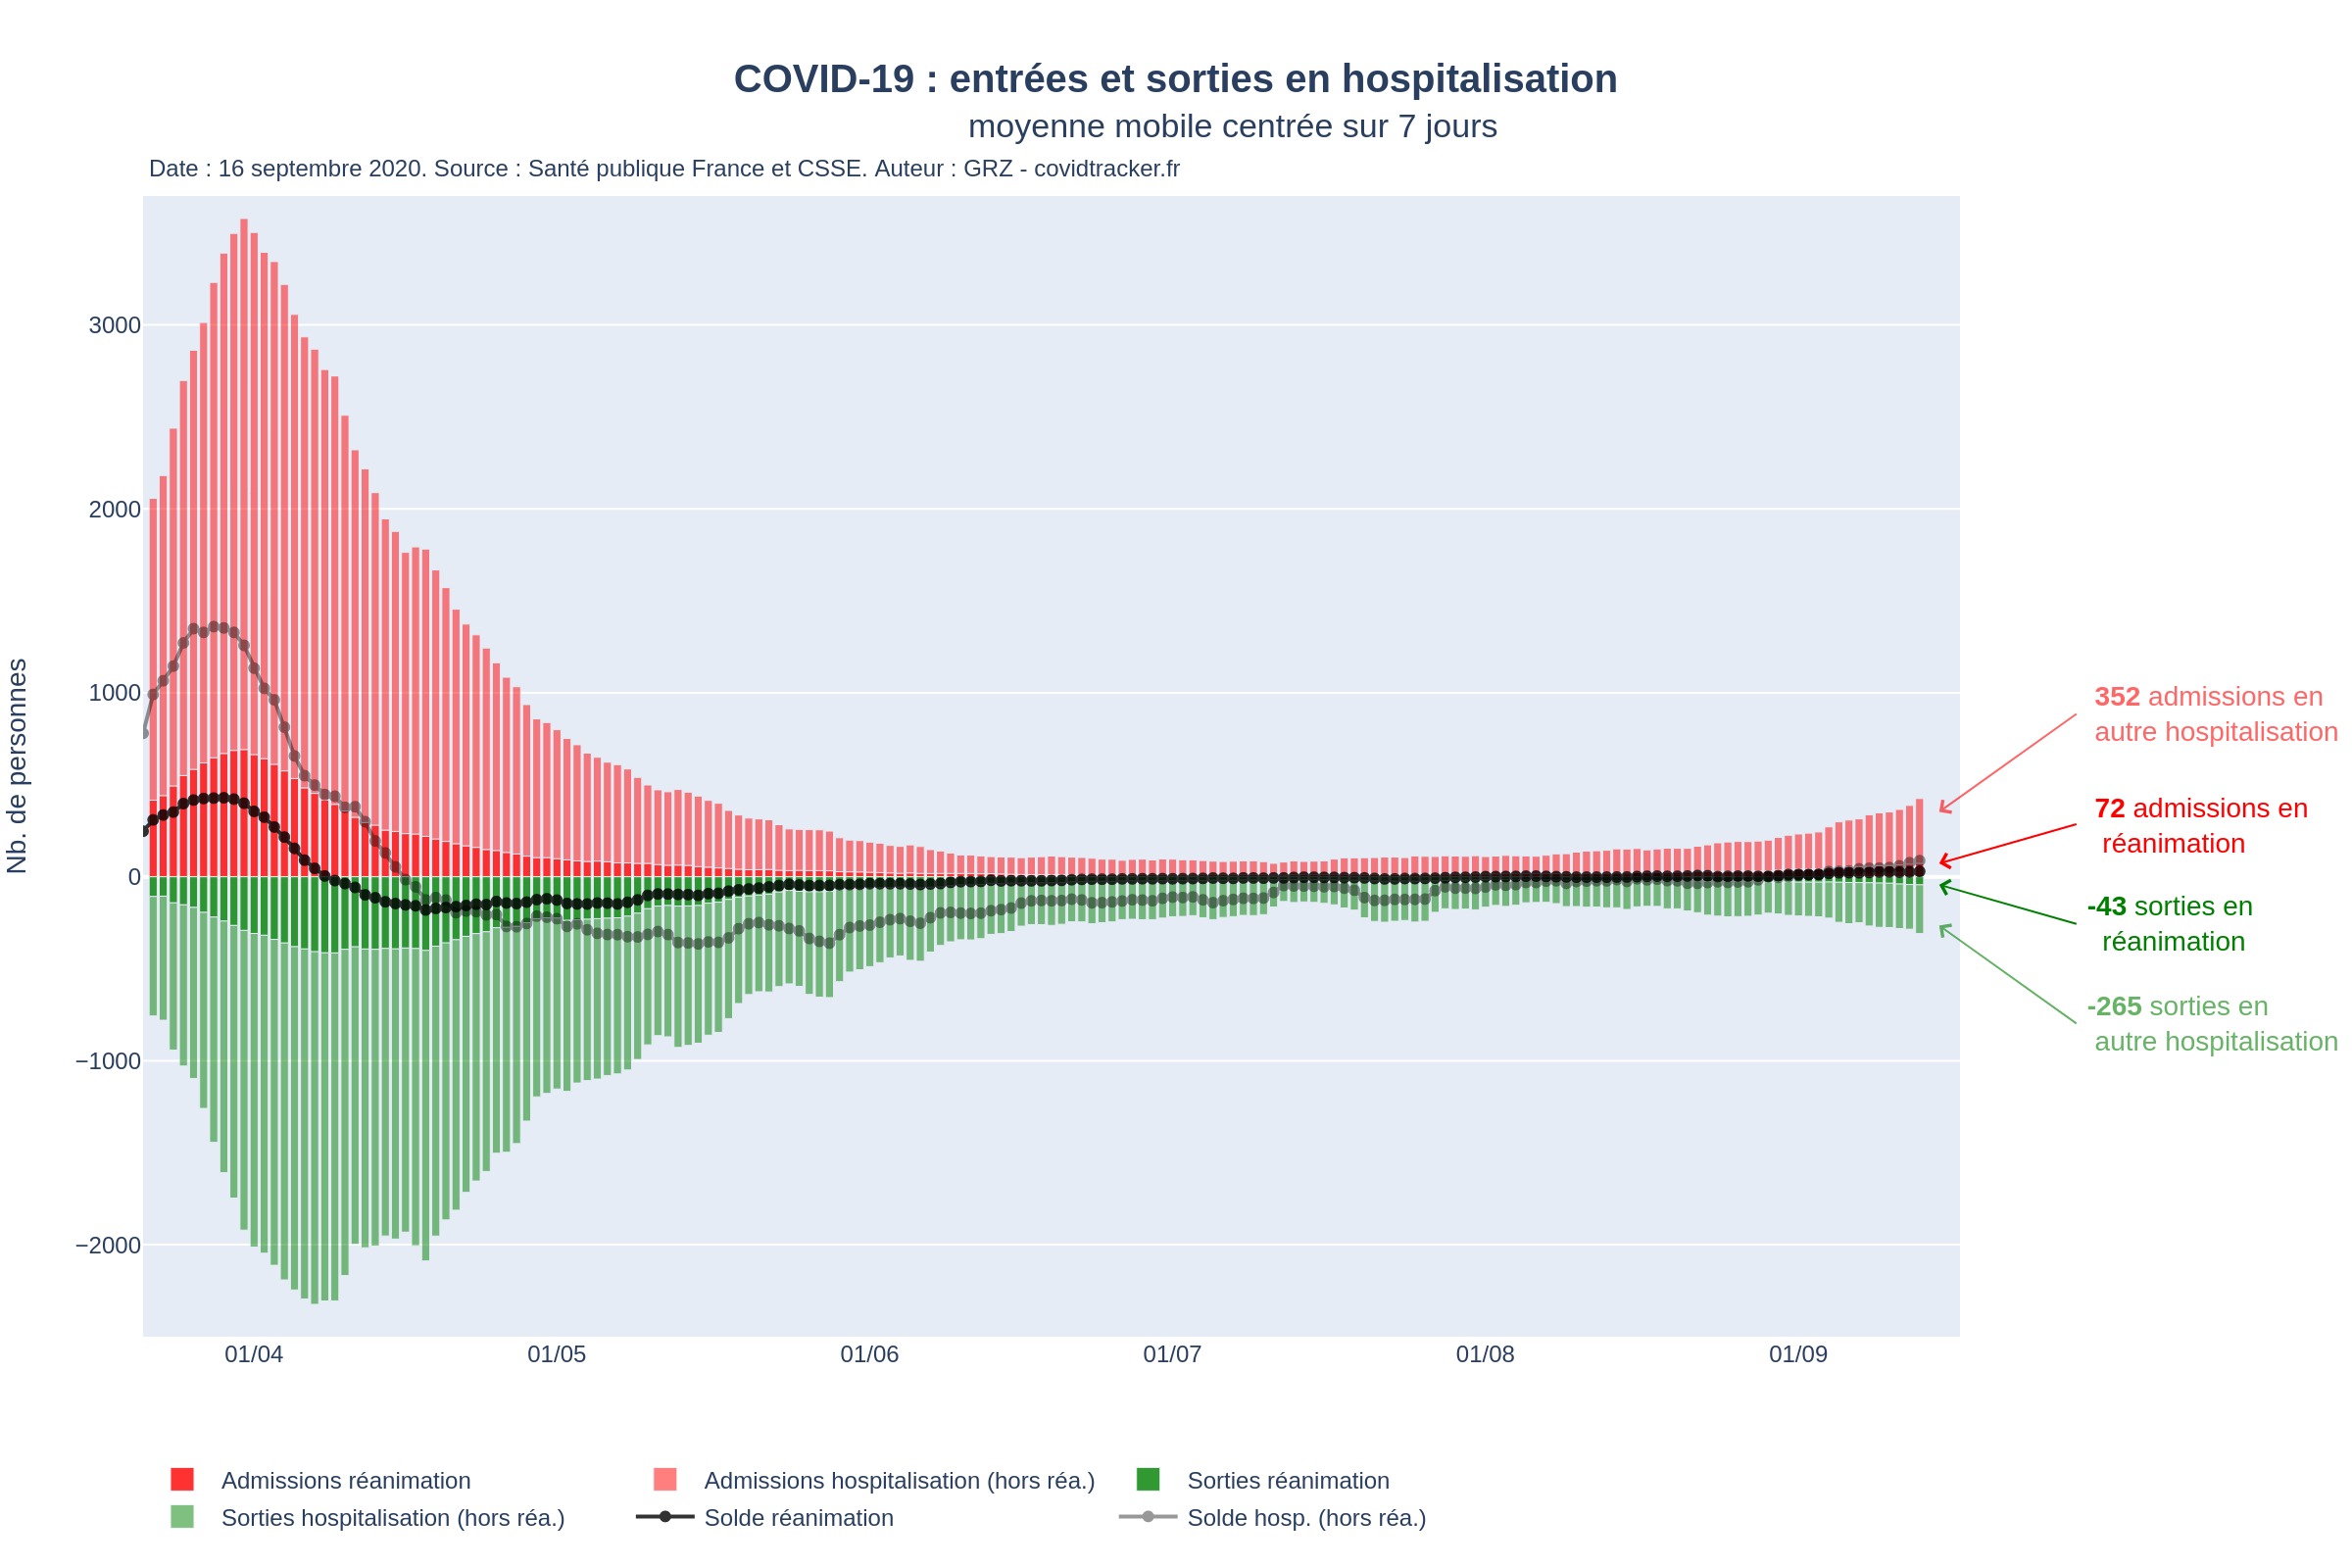 COVID-19 : entrées et sorties en hospitalisation
moyenne mobile centrée sur 7 jours
Date : 16 septembre 2020. Source : Santé publique France et CSSE. Auteur : GRZ - covidtracker.fr
Nb. de personnes
3000
2000
1000
0
−1000
−2000
01/04
01/05
01/06
01/07
01/08
01/09
352 admissions en
autre hospitalisation
72 admissions en
réanimation
-43 sorties en
réanimation
-265 sorties en
autre hospitalisation
Admissions réanimation
Admissions hospitalisation (hors réa.)
Sorties réanimation
Sorties hospitalisation (hors réa.)
Solde réanimation
Solde hosp. (hors réa.)